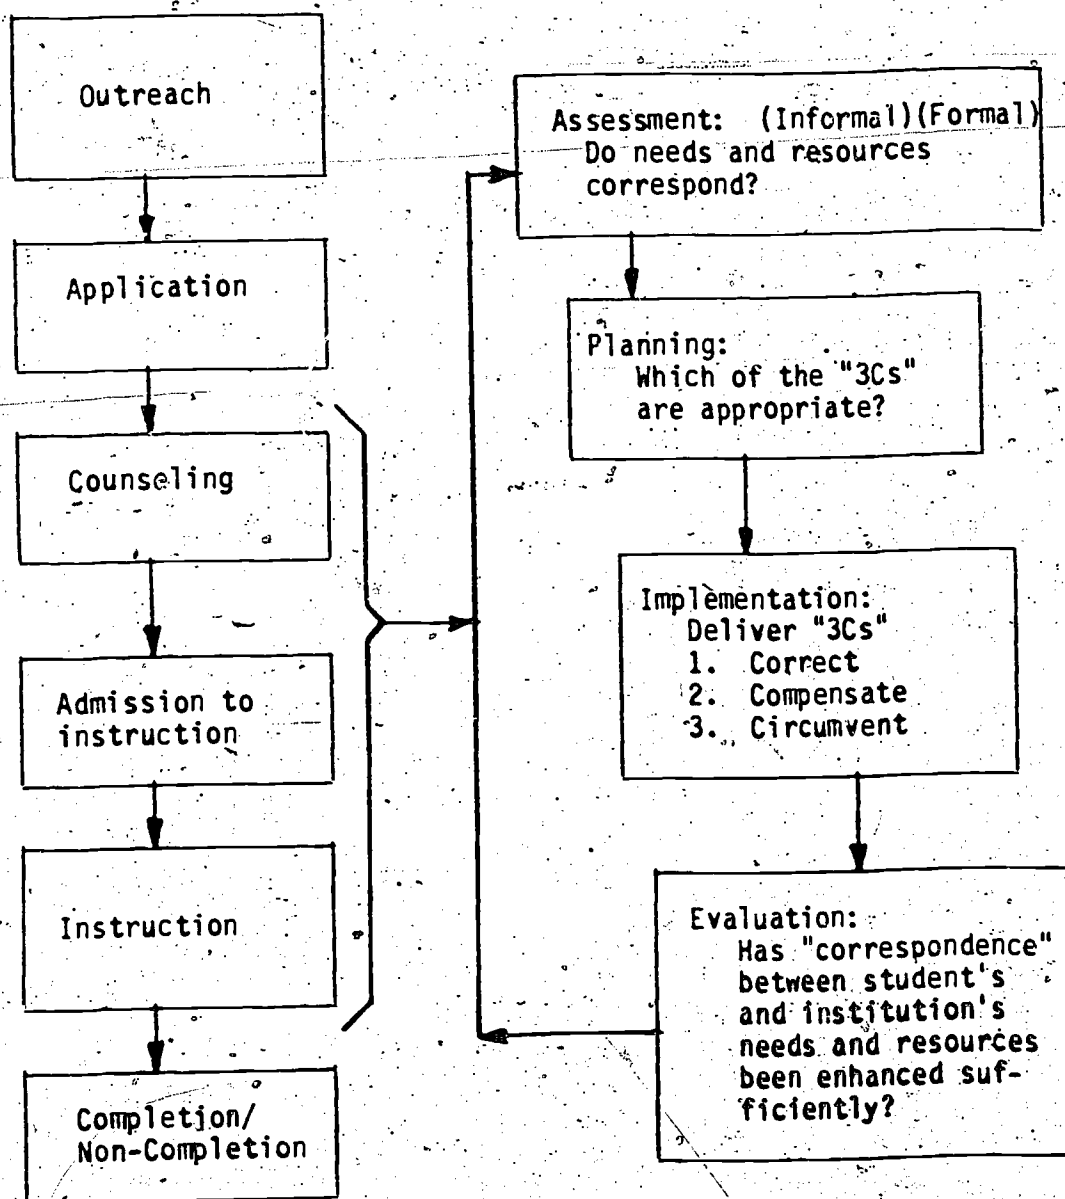 Outreach
Application
Counseling
Admission to
instruction
Instruction
Completion/
Non-Completion
Assessment: (Informal)(Formal)
Do needs and resources
correspond?
Planning:
Which of the "3Cs"
are appropriate?
Implementation:
Deliver "3Cs"
1. Correct
2. Compensate
3. Circumvent
Evaluation:
Has "correspondence"
between student's
and institution's
needs and resources
been enhanced suf-
ficiently?